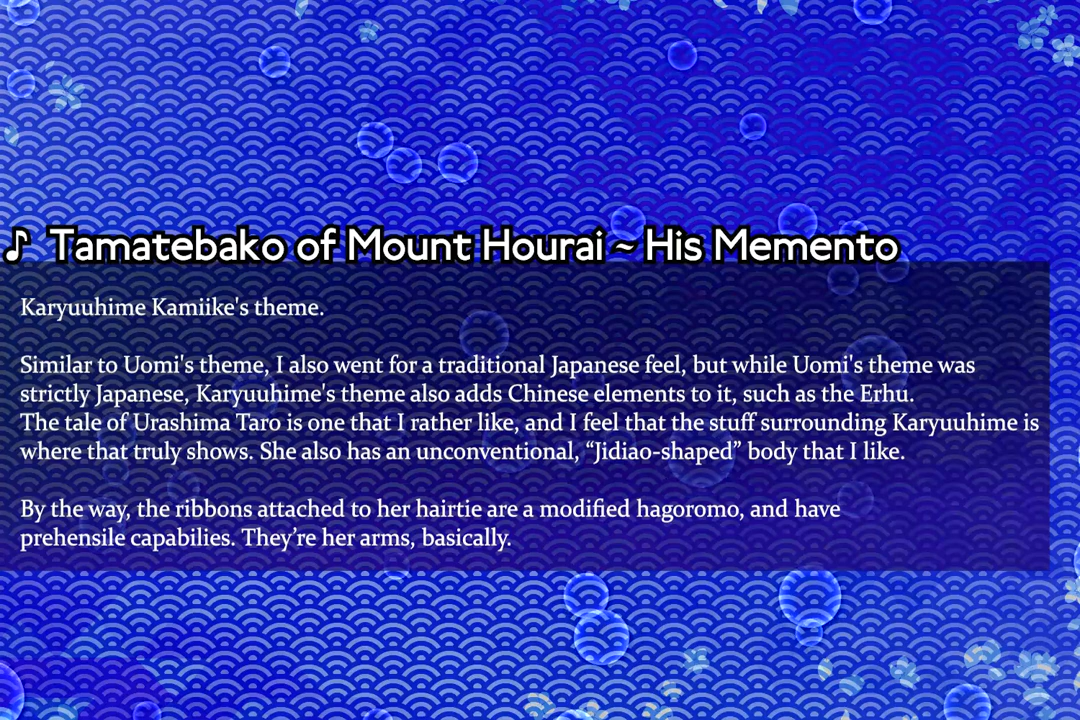 ♪ Tamatebako of Mount Hourai ~ His Memento
Karyuuhime Kamiike's theme.
Similar to Uomi's theme, I also went for a traditional Japanese feel, but while Uomi's theme was
strictly Japanese, Karyuuhime's theme also adds Chinese elements to it, such as the Erhu.
The tale of Urashima Taro is one that I rather like, and I feel that the stuff surrounding Karyuuhime is
where that truly shows. She also has an unconventional, “Jidiao-shaped” body that I like.
By the way, the ribbons attached to her hairtie are a modified hagoromo, and have
prehensile capabilies. They’re her arms, basically.